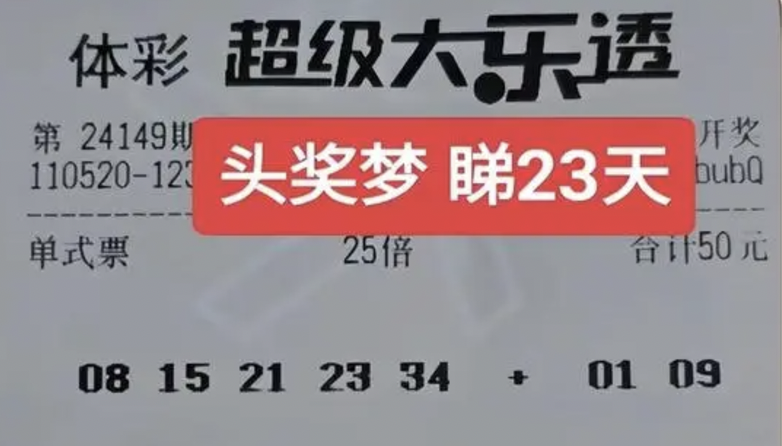 体彩 超级大乐透
第 24149期
开奖
110520-123
bubQ
头奖梦 睇23天
单式票 25倍 合计50元
08 15 21 23 34 + 01 09